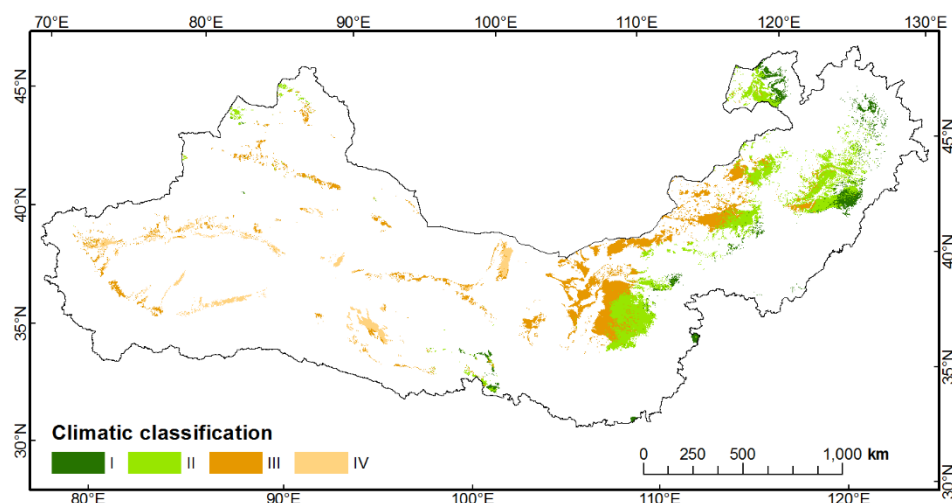 70°E 80°E 90°E 100°E 110°E 120°E 130°E
45°N
45°N
40°N
40°N
35°N
35°N
30°N
30°N
Climatic classification
I II III IV
0 250 500 1,000 km
80°E 90°E 100°E 110°E 120°E